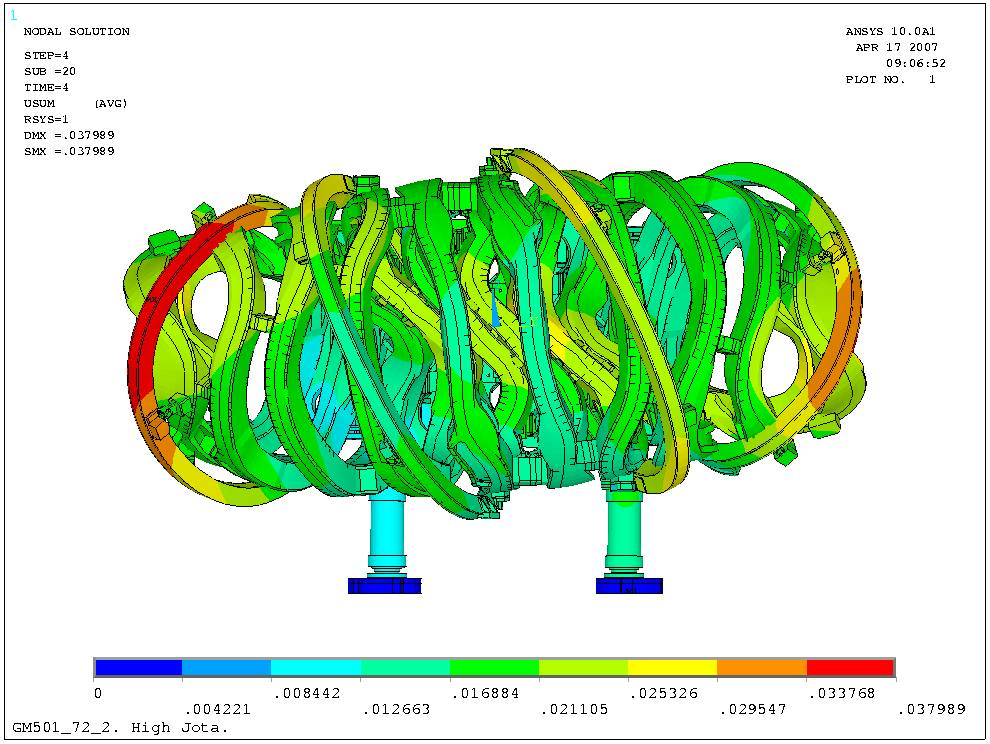 1
NODAL SOLUTION
STEP=4
SUB =20
TIME=4
USUM (AVG)
RSYS=1
DMX =.037989
SMX =.037989
ANSYS 10.0A1
APR 17 2007
09:06:52
PLOT NO. 1
0 .008442 .016884 .025326 .033768
.004221 .012663 .021105 .029547 .037989
GM501_72_2. High Jota.